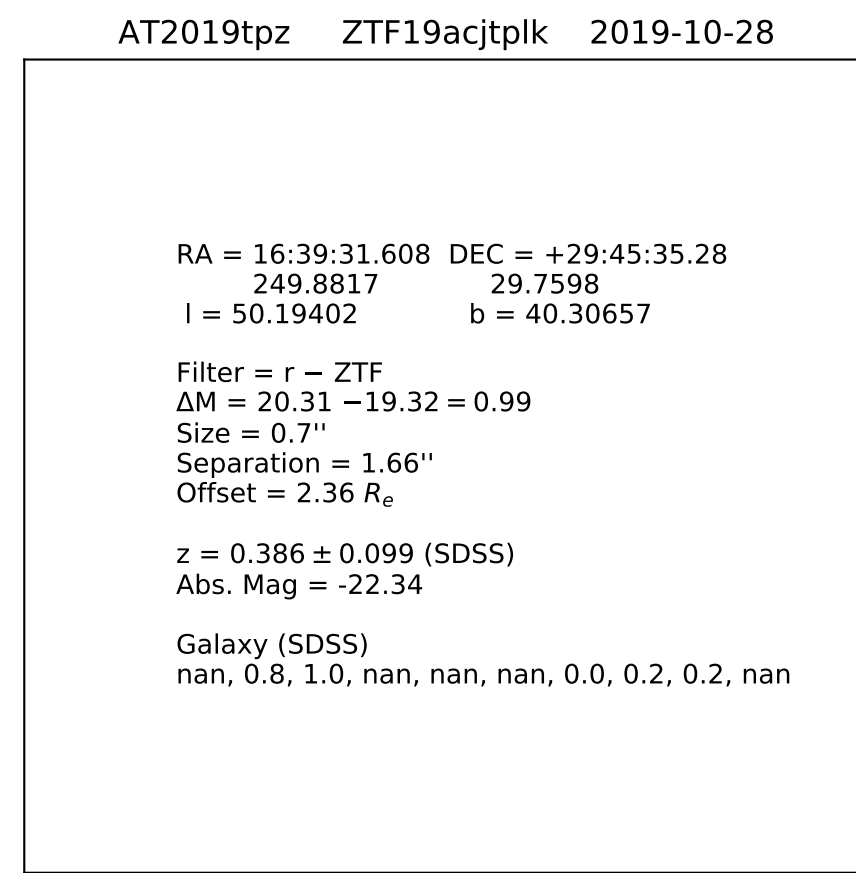 AT2019tpz ZTF19acjtplk 2019-10-28
RA = 16:39:31.608 DEC = +29:45:35.28
249.8817 29.7598
l = 50.19402 b = 40.30657
Filter = r − ZTF
ΔM = 20.31 −19.32 = 0.99
Size = 0.7''
Separation = 1.66''
Offset = 2.36 Rₑ
z = 0.386 ± 0.099 (SDSS)
Abs. Mag = -22.34
Galaxy (SDSS)
nan, 0.8, 1.0, nan, nan, nan, 0.0, 0.2, 0.2, nan